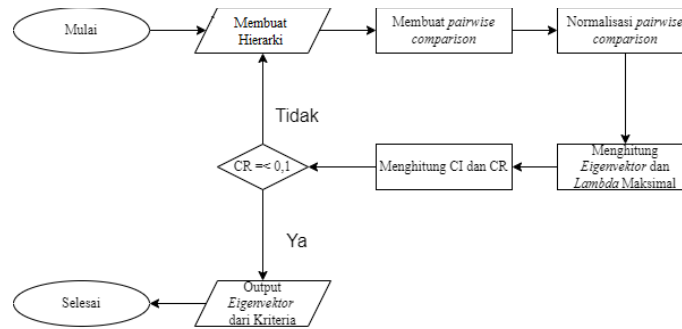 Mulai
Membuat
Hierarki
Membuat pairwise
comparison
Normalisasi pairwise
comparison
Tidak
CR =< 0,1
Menghitung CI dan CR
Menghitung
Eigenvektor dan
Lambda Maksimal
Ya
Selesai
Output
Eigenvektor
dari Kriteria